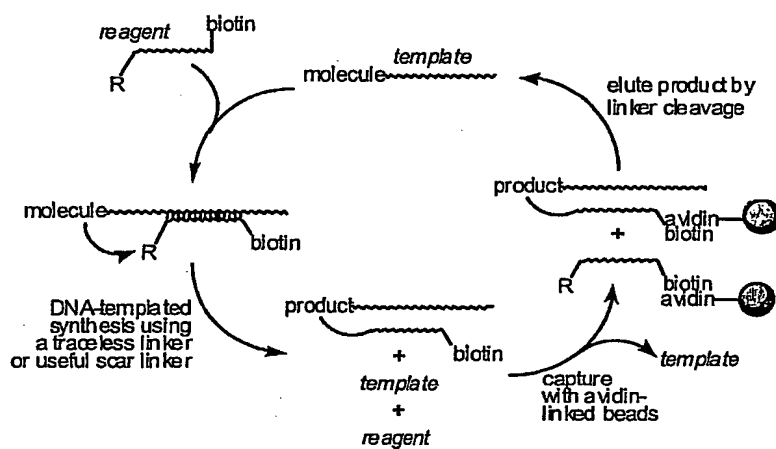 biotin
reagent
R
template
molecule
elute product by
linker cleavage
product
avidin
biotin
+
molecule
R
biotin
R
biotin
avidin
DNA-templated
synthesis using
a traceless linker
or useful scar linker
product
biotin
+
template
+
reagent
template
capture
with avidin-
linked beads